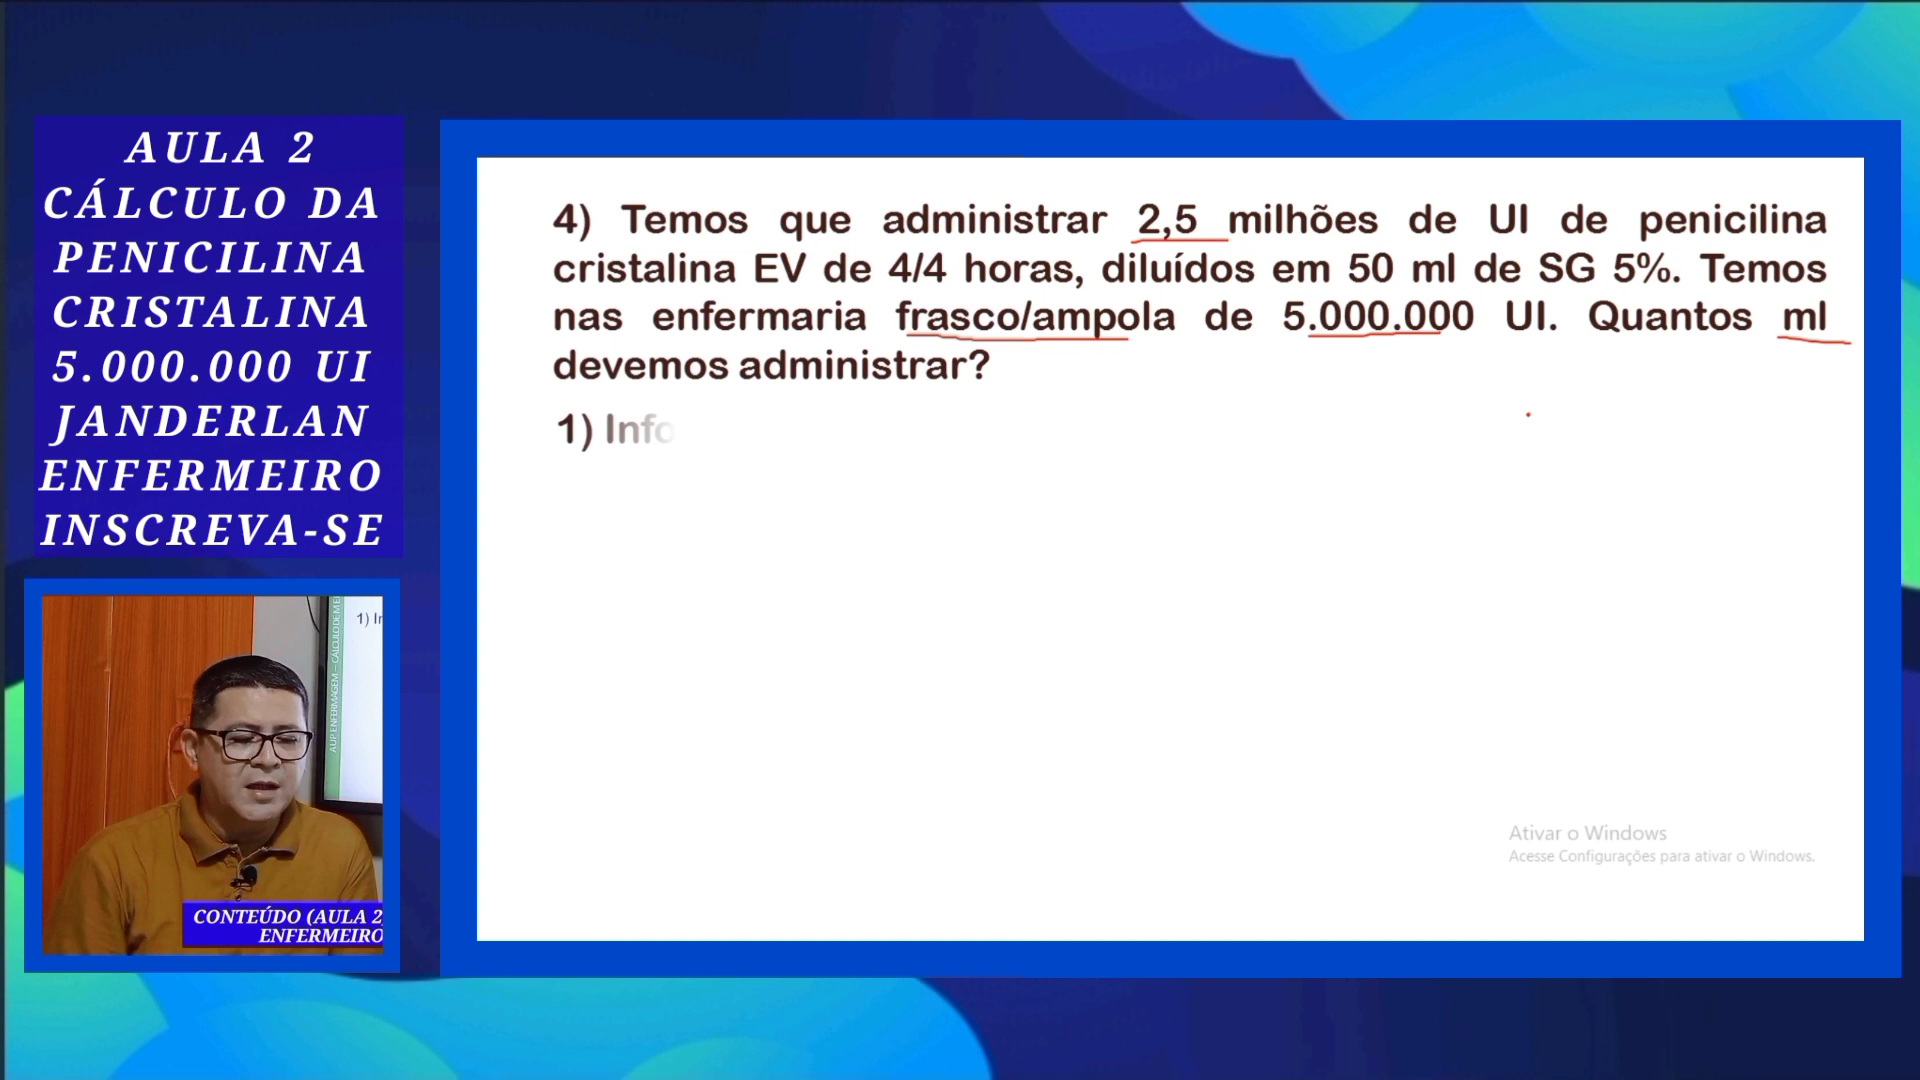 AULA 2
CÁLCULO DA
PENICILINA
CRISTALINA
5.000.000 UI
JANDERLAN
ENFERMEIRO
INSCREVA-SE
4) Temos que administrar 2,5 milhões de UI de penicilina
cristalina EV de 4/4 horas, diluídos em 50 ml de SG 5%. Temos
nas enfermaria frasco/ampola de 5.000.000 UI. Quantos ml
devemos administrar?
1) Info
Ativar o Windows
Acesse Configurações para ativar o Windows.
1) Ir
CONTEÚDO (AULA 2
ENFERMEIRO